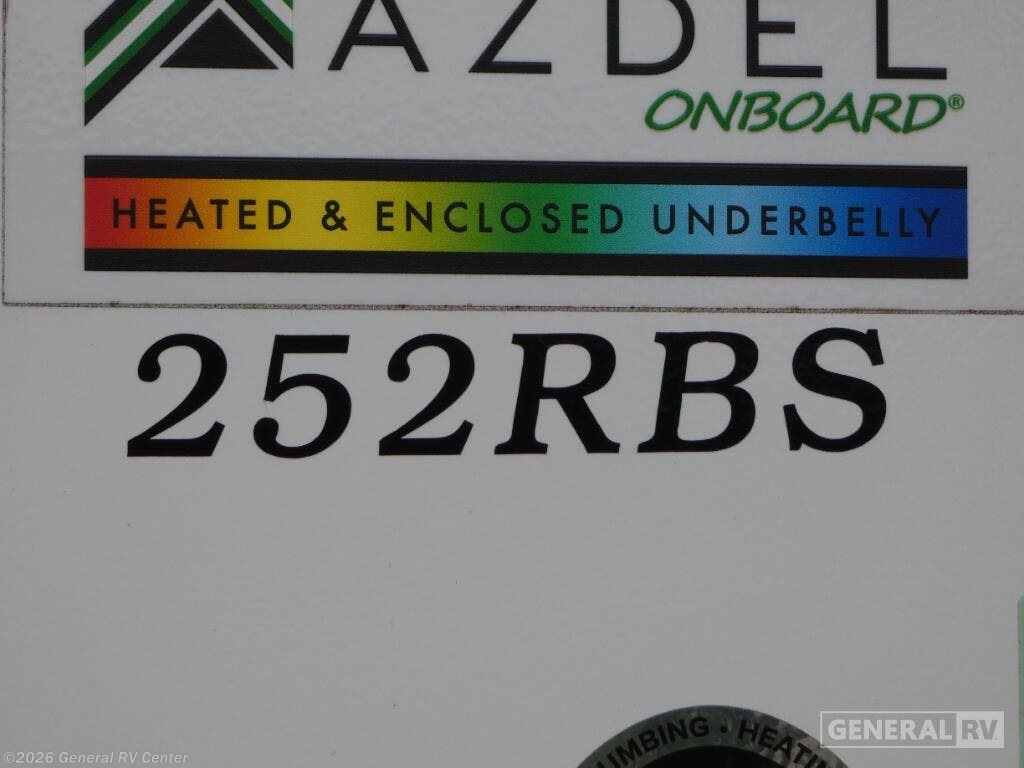 AZDEL
ONBOARD®
HEATED & ENCLOSED UNDERBELLY
252RBS
GENERAL RV
©2026 General RV Center